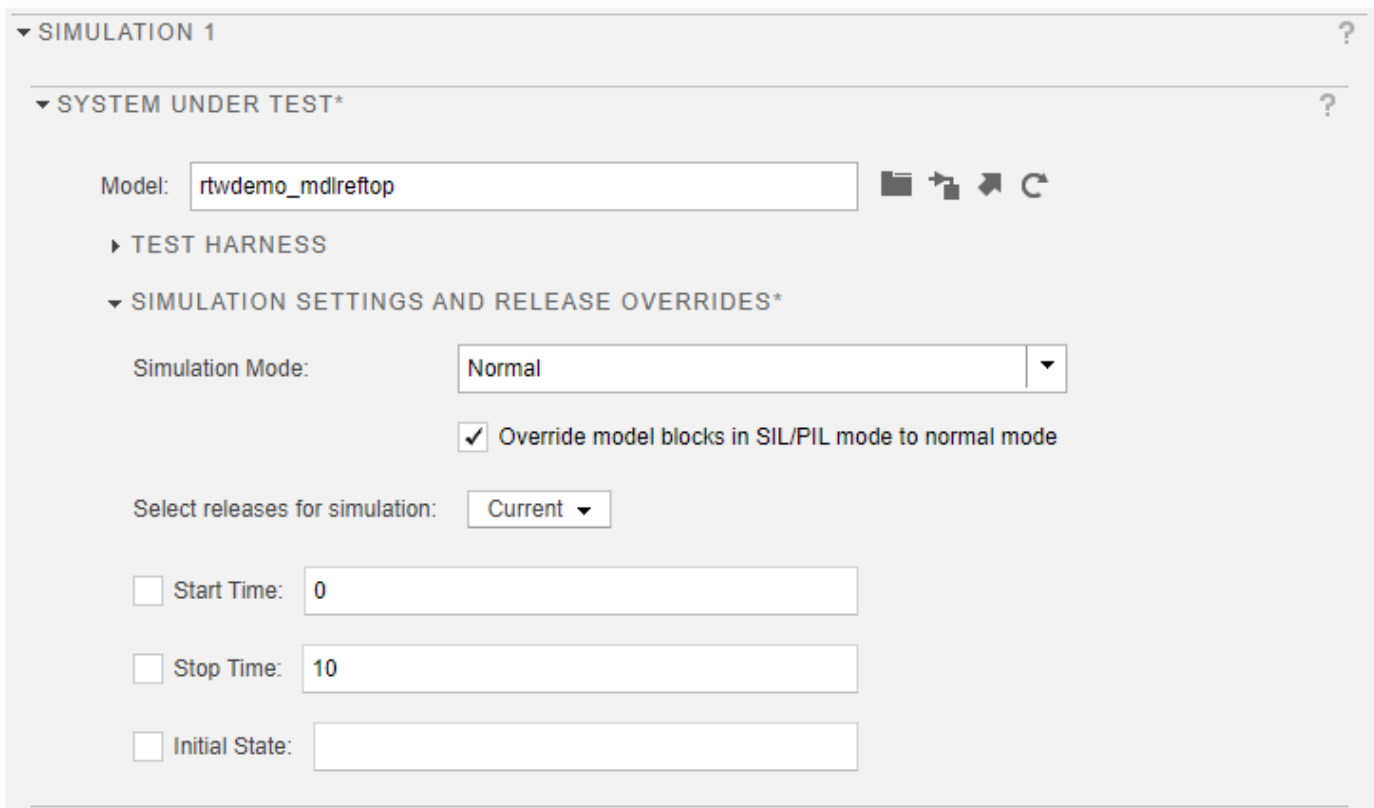 SIMULATION 1
?
SYSTEM UNDER TEST*
?
Model: rtwdemo_mdlreftop
TEST HARNESS
SIMULATION SETTINGS AND RELEASE OVERRIDES*
Simulation Mode: Normal
Override model blocks in SIL/PIL mode to normal mode
Select releases for simulation: Current
Start Time: 0
Stop Time: 10
Initial State: